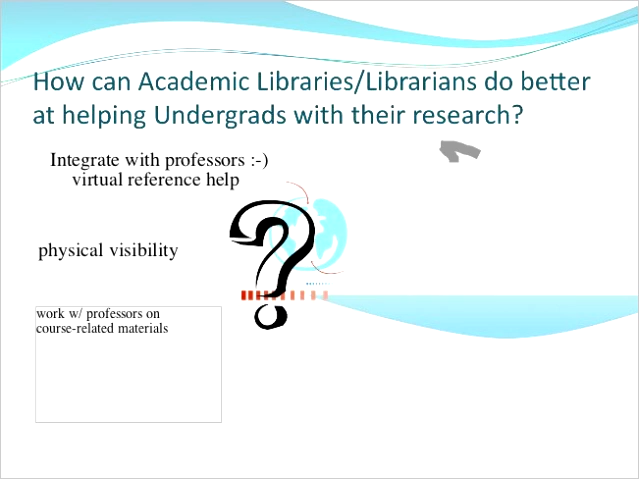 How can Academic Libraries/Librarians do better
at helping Undergrads with their research?
Integrate with professors :-)
virtual reference help
physical visibility
work w/ professors on
course-related materials